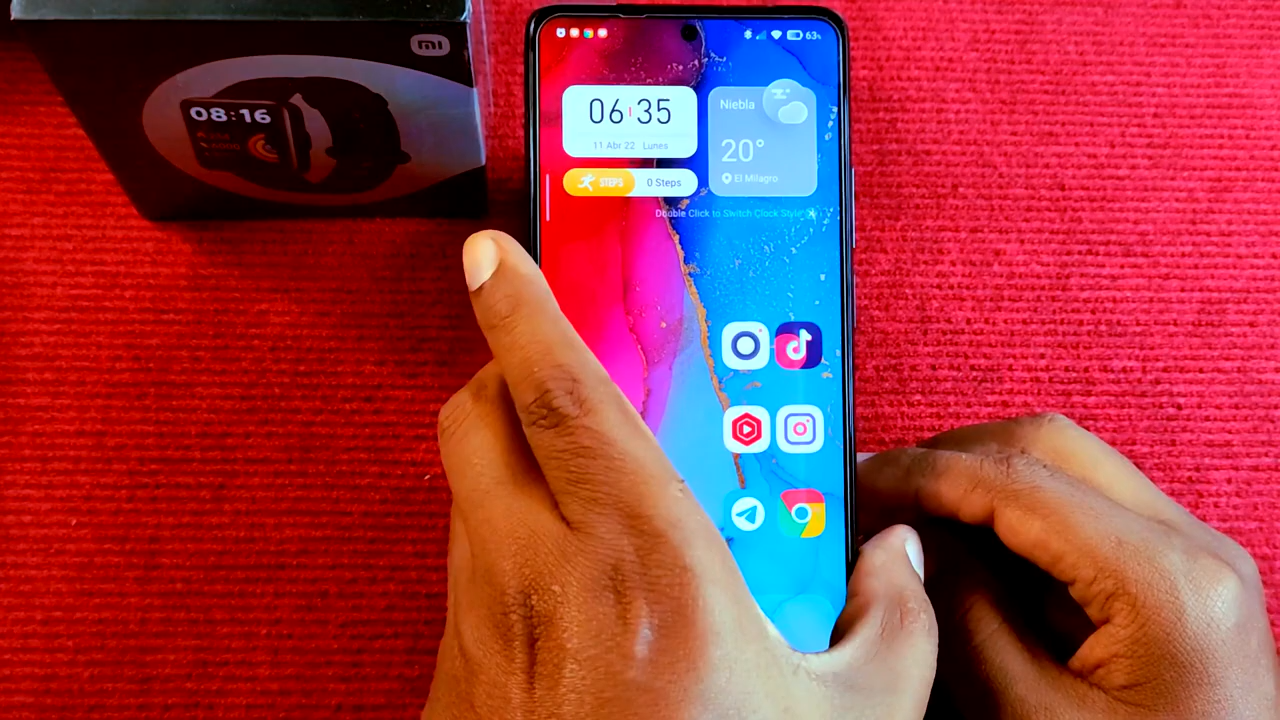 mi
08:16
63%
06:35
11 Abr 22 Lunes
Niebla
20°
El Milagro
STEPS
0 Steps
Double Click to Switch Clock Style